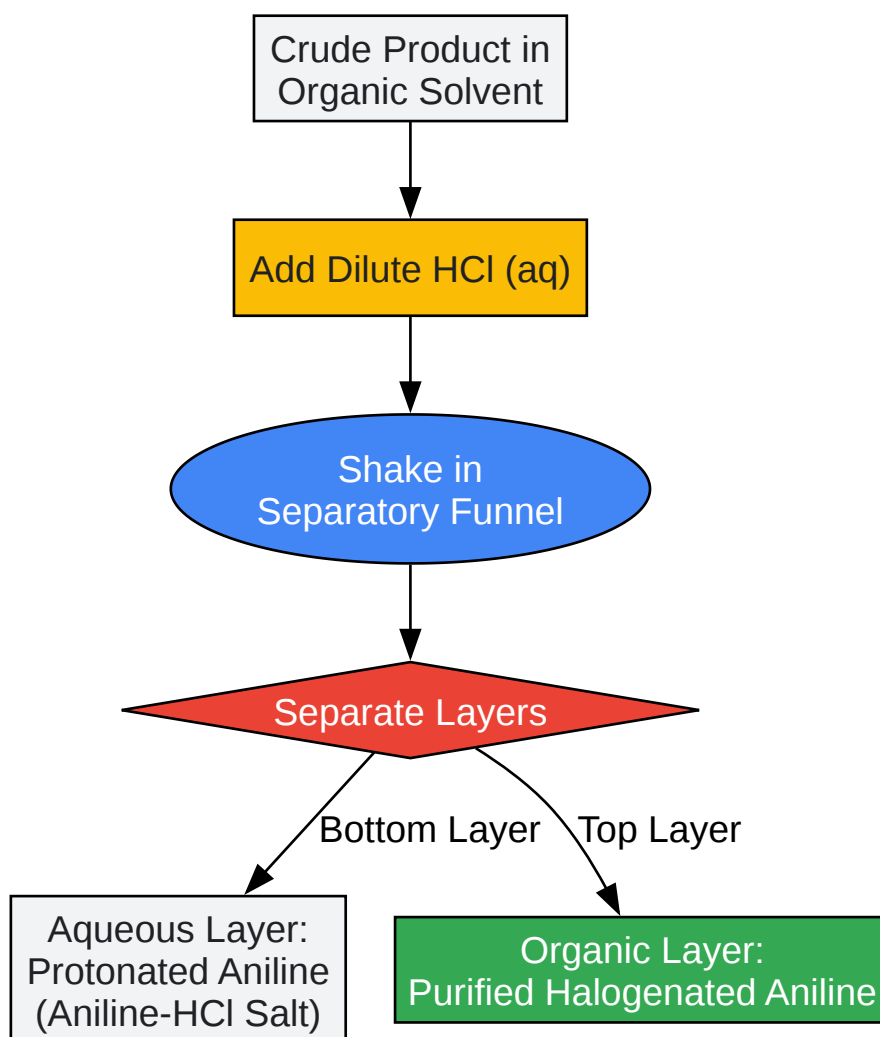 Crude Product in
Organic Solvent
Add Dilute HCl (aq)
Shake in
Separatory Funnel
Separate Layers
Bottom Layer
Top Layer
Aqueous Layer:
Protonated Aniline
(Aniline-HCl Salt)
Organic Layer:
Purified Halogenated Aniline